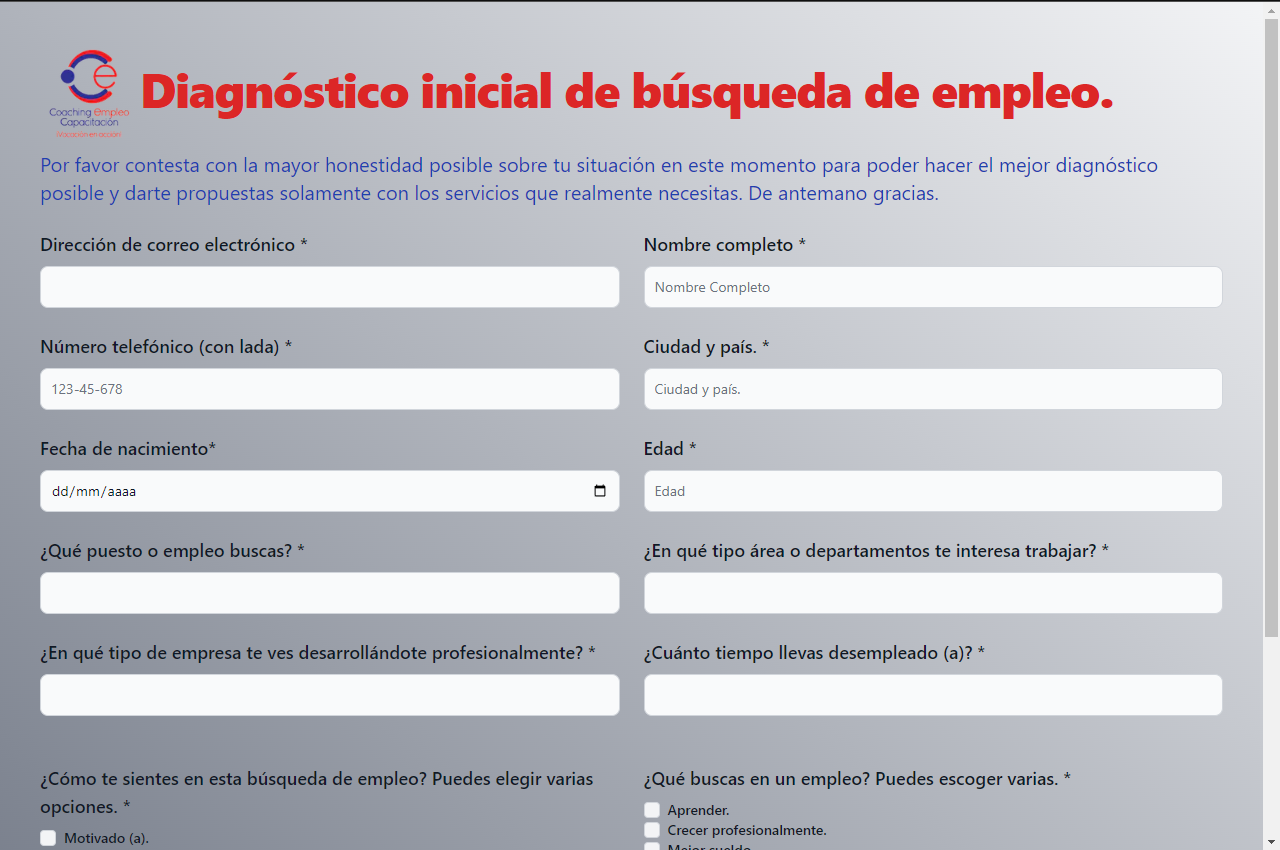 Coaching Empleo
Capacitación
Diagnóstico inicial de búsqueda de empleo.
Por favor contesta con la mayor honestidad posible sobre tu situación en este momento para poder hacer el mejor diagnóstico
posible y darte propuestas solamente con los servicios que realmente necesitas. De antemano gracias.
Dirección de correo electrónico *
Nombre completo *
Nombre Completo
Número telefónico (con lada) *
Ciudad y país. *
123-45-678
Ciudad y país.
Fecha de nacimiento*
Edad *
dd/mm/aaaa
Edad
¿Qué puesto o empleo buscas? *
¿En qué tipo área o departamentos te interesa trabajar? *
¿En qué tipo de empresa te ves desarrollándote profesionalmente? *
¿Cuánto tiempo llevas desempleado (a)? *
¿Cómo te sientes en esta búsqueda de empleo? Puedes elegir varias
opciones. *
Motivado (a).
¿Qué buscas en un empleo? Puedes escoger varias. *
Aprender.
Crecer profesionalmente.
Mejor sueldo